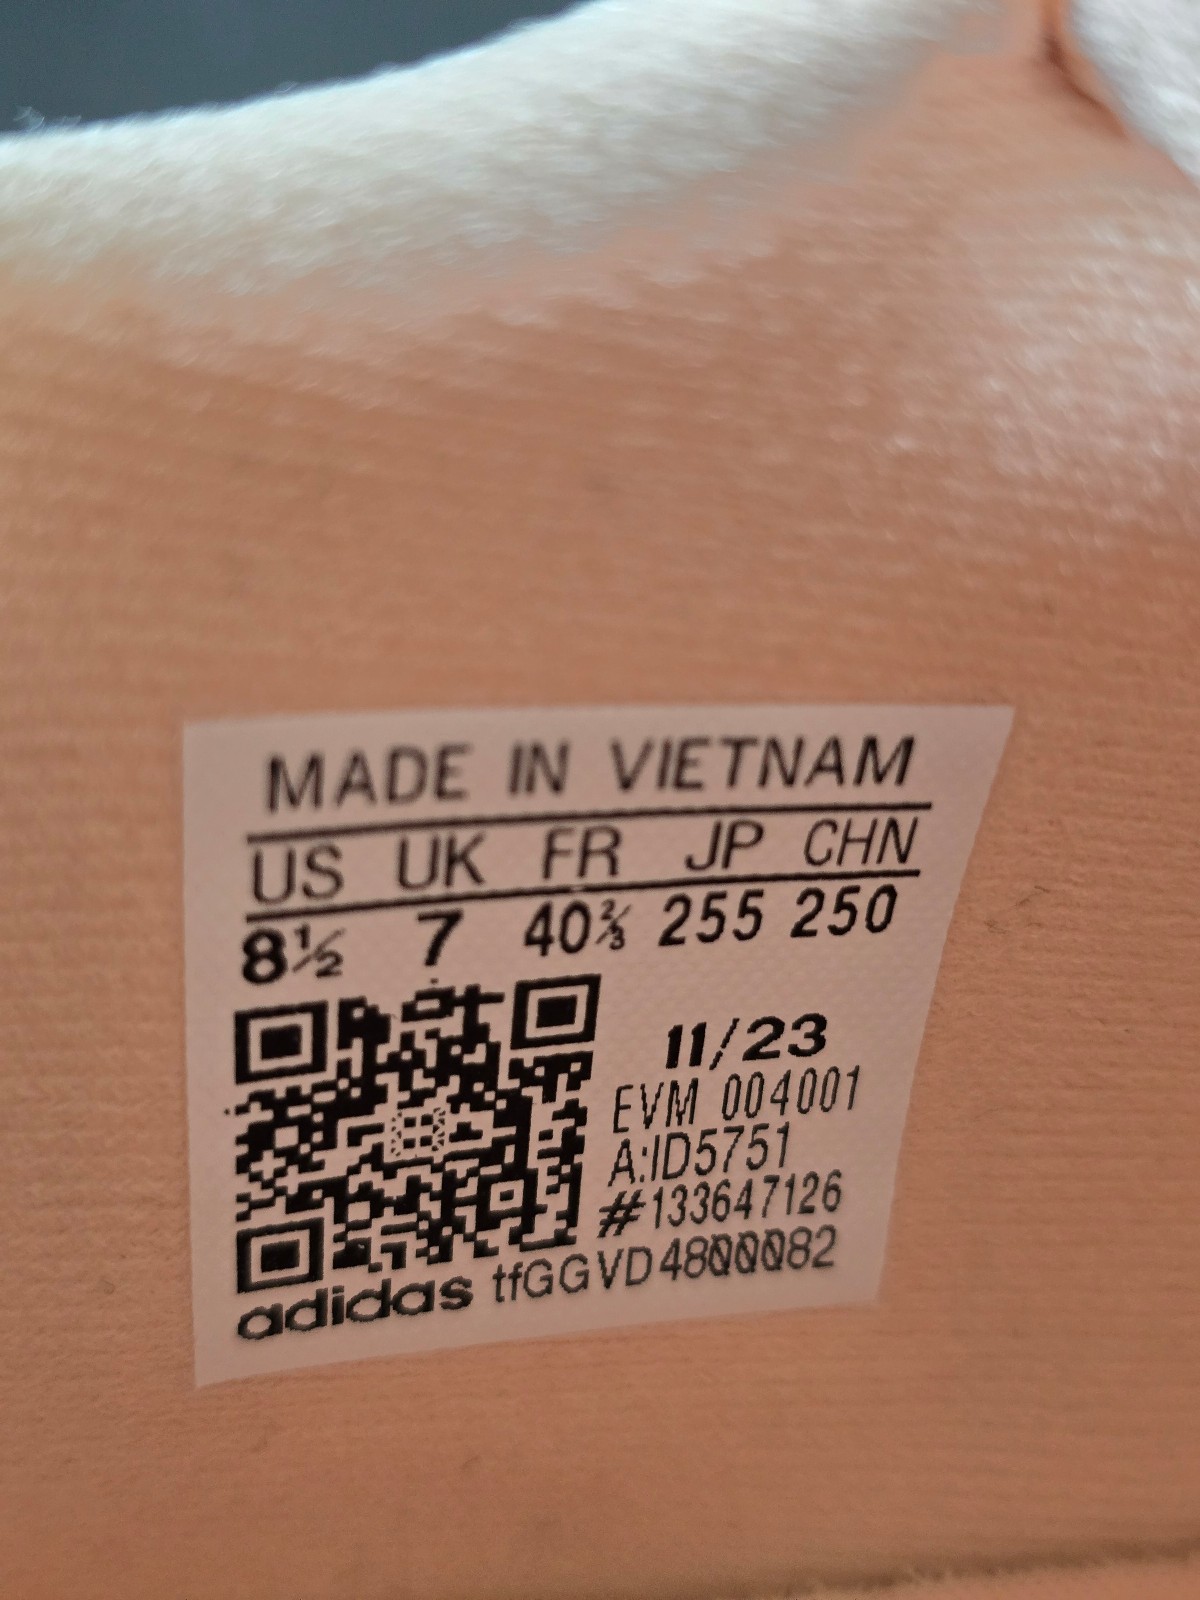 MADE IN VIETNAM
US UK FR JP CHN
8½ 7 40⅔ 255 250
11/23
EVM 004001
A:ID5751
#133647126
adidas tfGGVD4800082